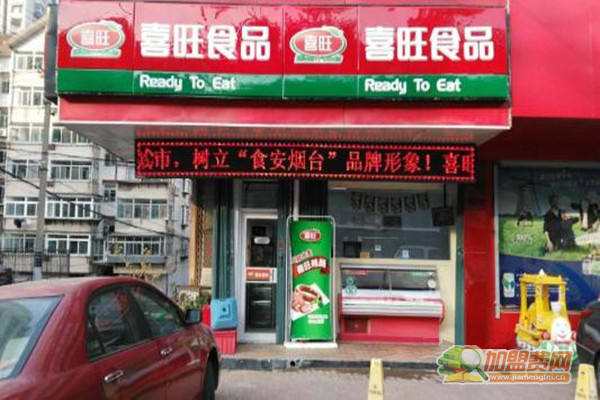 喜旺
喜旺食品
喜旺
喜旺食品
Ready To Eat
Ready To Eat
市，树立“食安烟台”品牌形象！喜旺
喜旺
100%
加盟费网
www.jiamengfei.cn